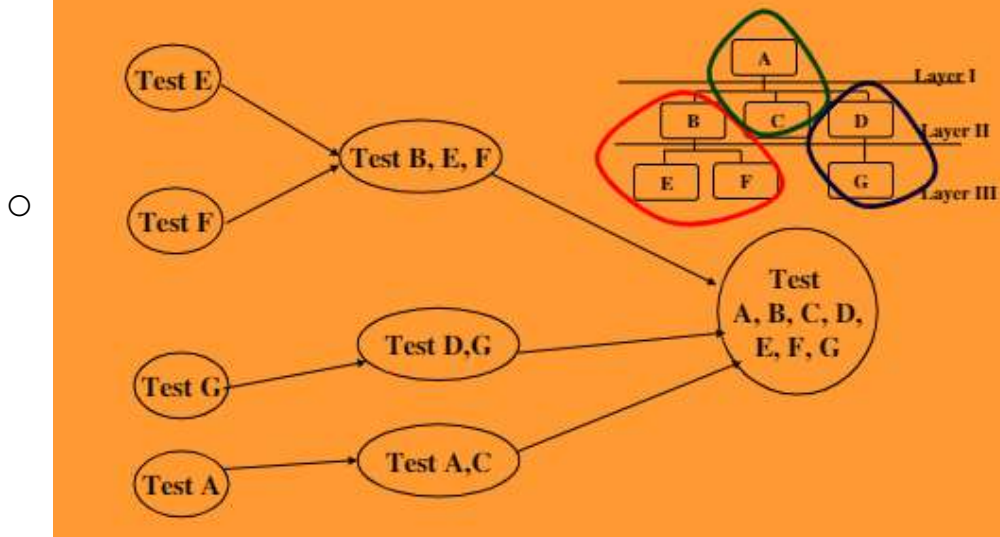 Test E
Test B, E, F
Test F
Test G
Test D,G
Test A
Test A,C
Test
A, B, C, D,
E, F, G
A
Layer I
B
C
D
Layer II
E
F
G
Layer III